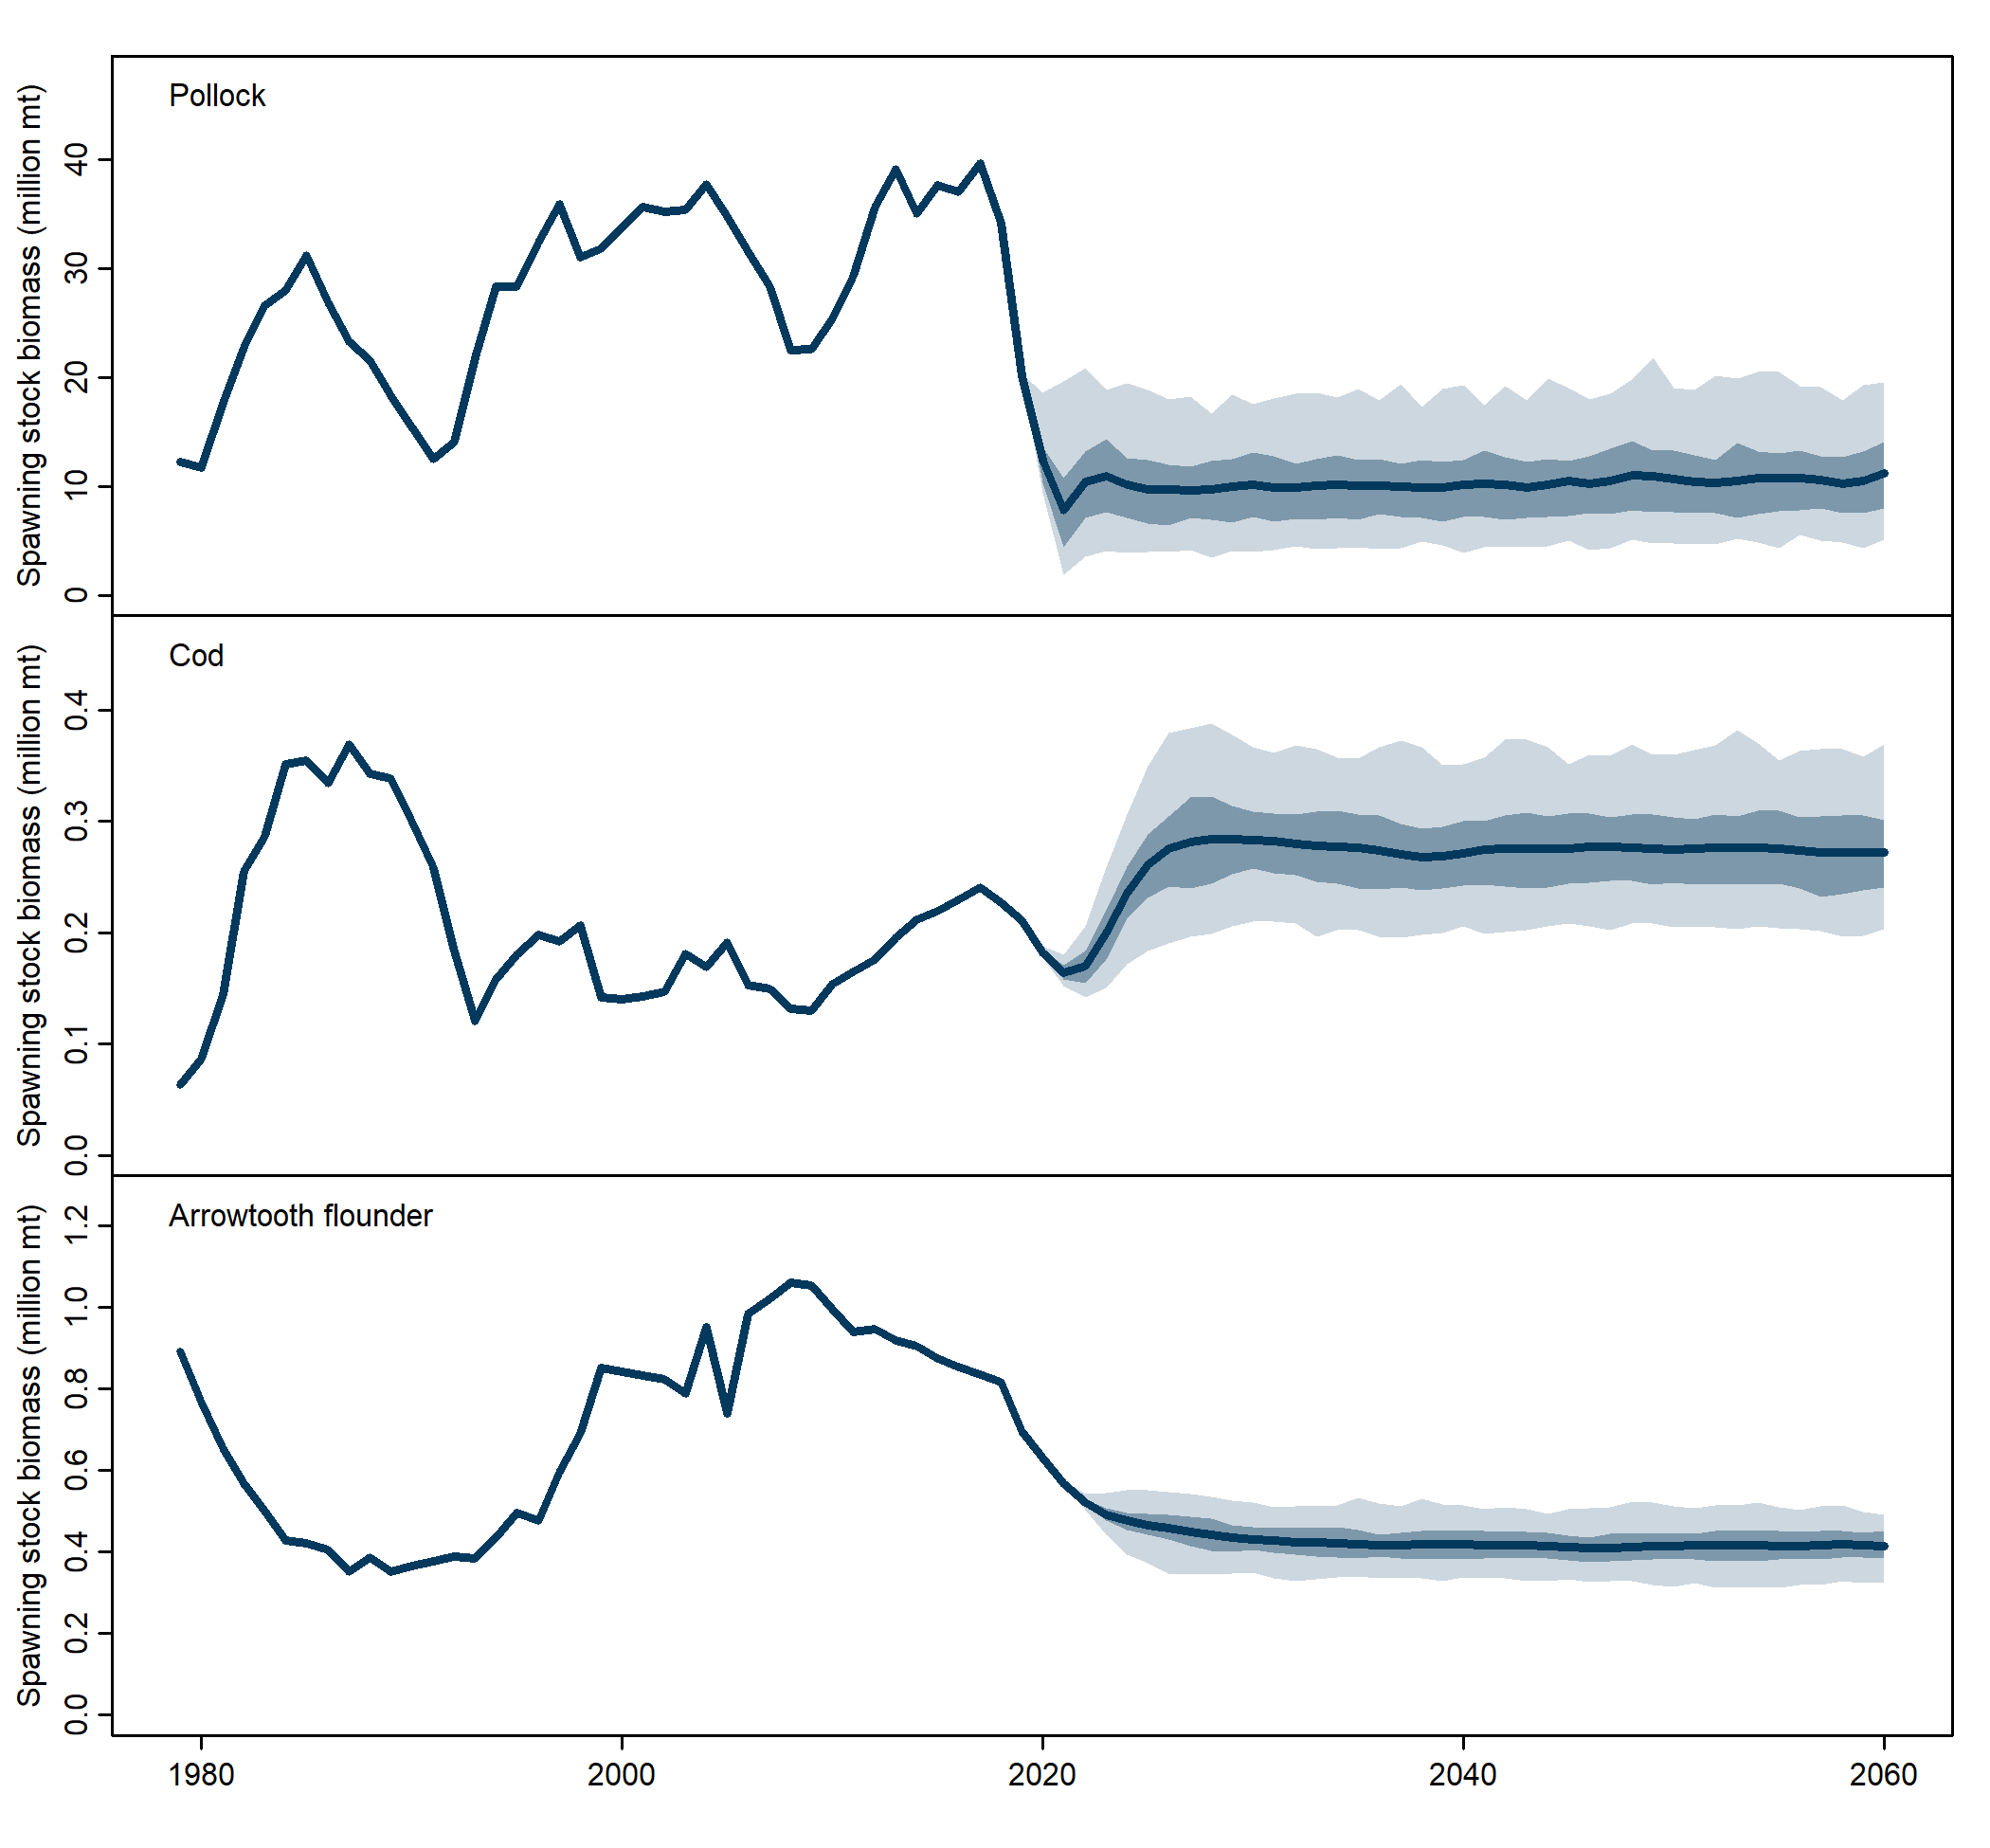 Pollock
Spawning stock biomass (million mt)
40
30
20
10
0
Cod
Spawning stock biomass (million mt)
0.4
0.3
0.2
0.1
0.0
Arrowtooth flounder
Spawning stock biomass (million mt)
1.2
1.0
0.8
0.6
0.4
0.2
0.0
1980 2000 2020 2040 2060